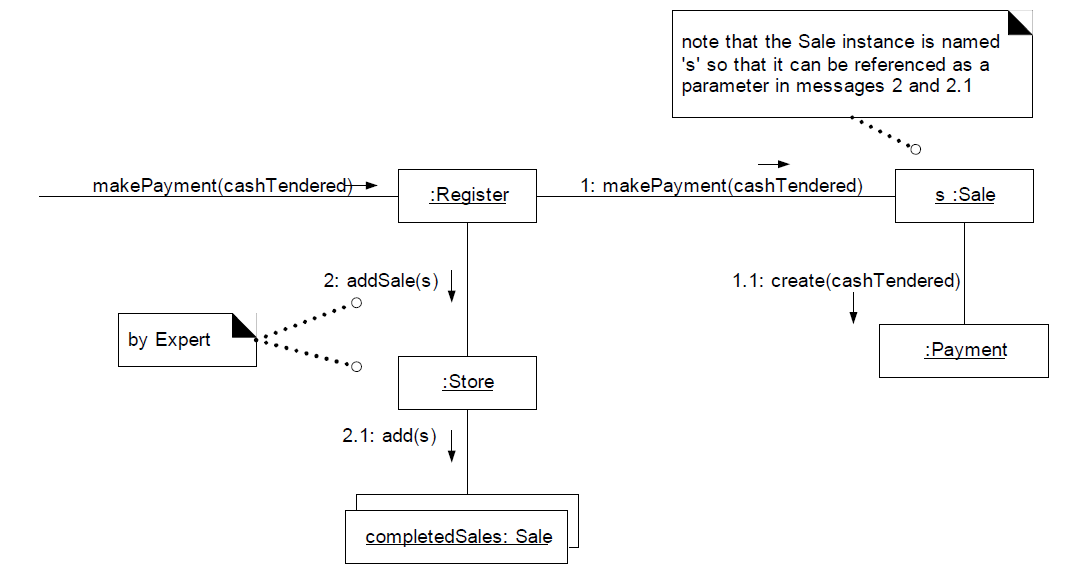 note that the Sale instance is named
's' so that it can be referenced as a
parameter in messages 2 and 2.1
makePayment(cashTendered)
:Register
1: makePayment(cashTendered)
s :Sale
2: addSale(s)
1.1: create(cashTendered)
by Expert
:Payment
:Store
2.1: add(s)
completedSales: Sale